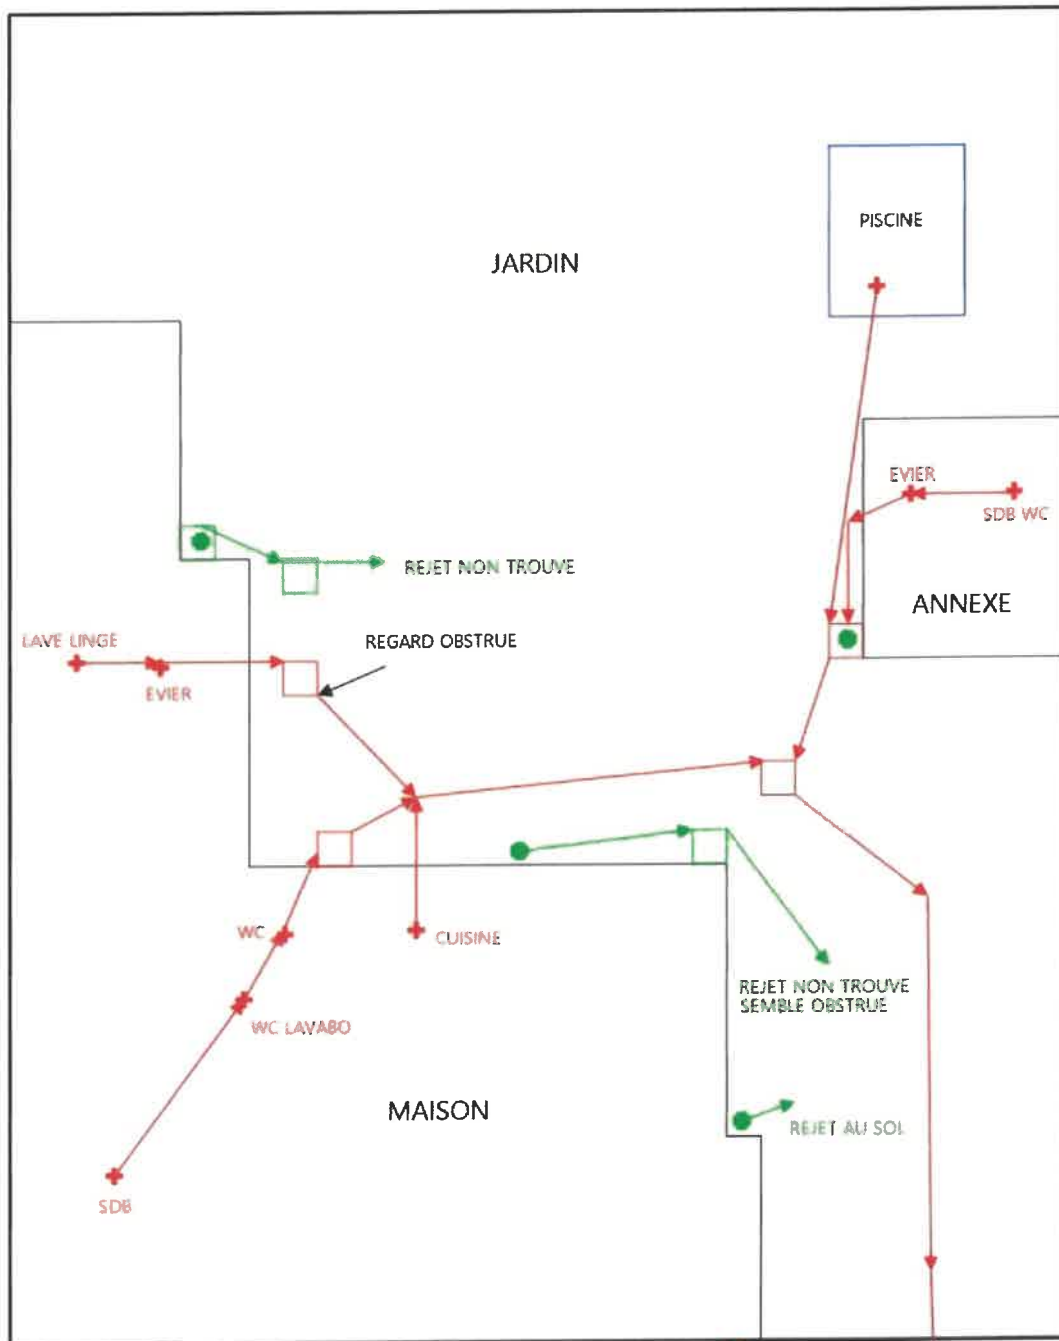 PISCINE
JARDIN
EVIER
SDB WC
REJET NON TROUVE
ANNEXE
LAVE LINGE
REGARD OBSTRUE
EVIER
WC
CUISINE
REJET NON TROUVE
SEMBLE OBSTRUE
WC LAVABO
MAISON
REJET AU SOL
SDB